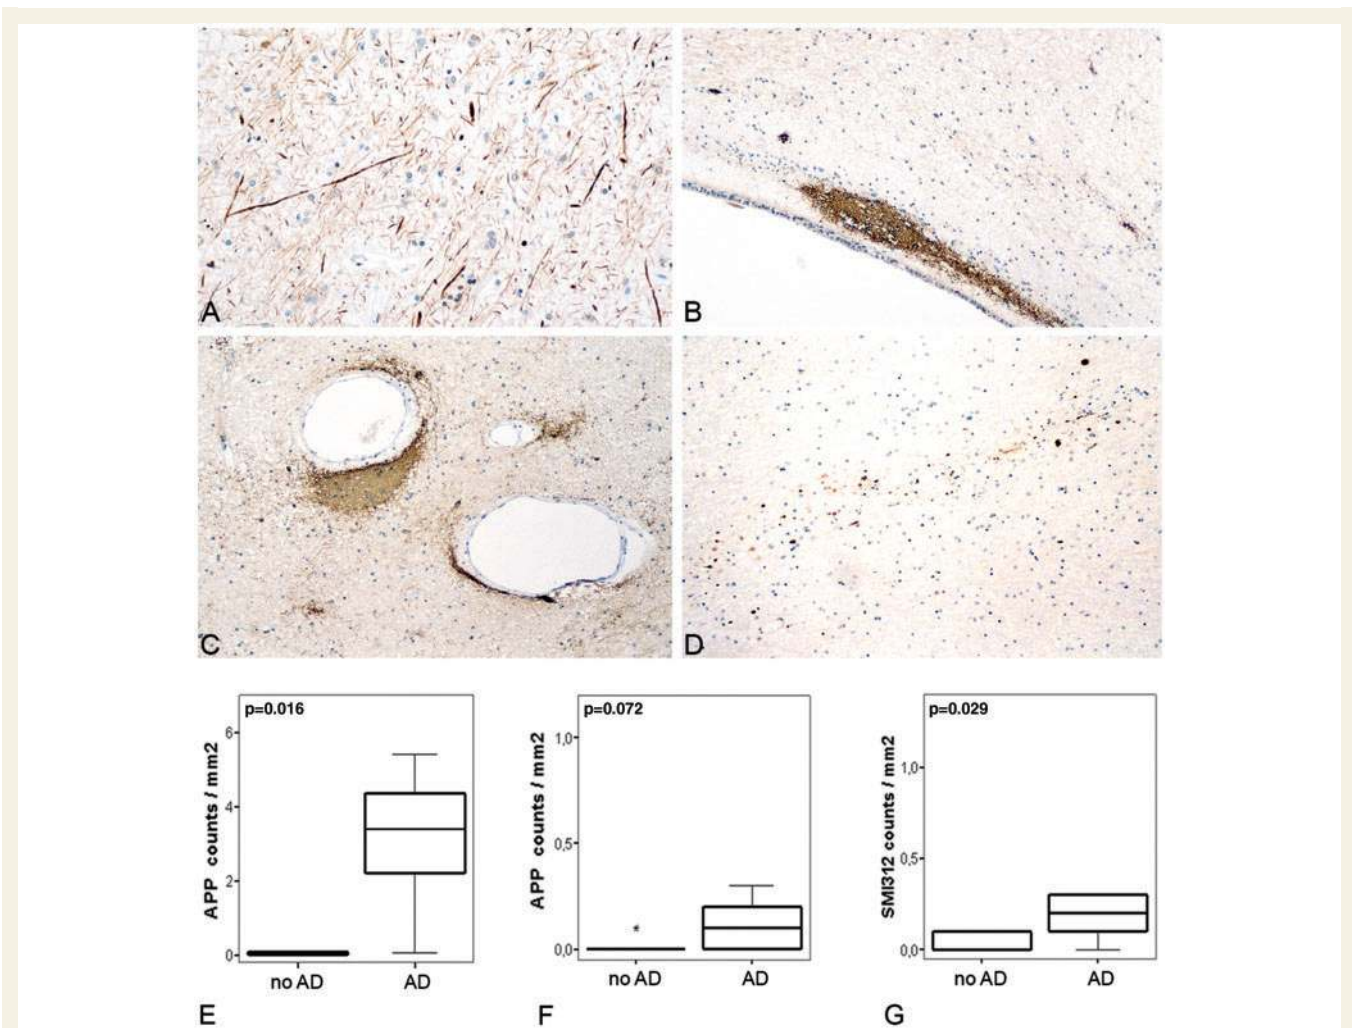 A
B
C
D
p=0.016
APP counts / mm2
6
4
2
0
no AD
AD
E
p=0.072
APP counts / mm2
1,0
0,5
0,0
*
no AD
AD
F
p=0.029
SMI312 counts / mm2
1,0
0,5
0,0
no AD
AD
G